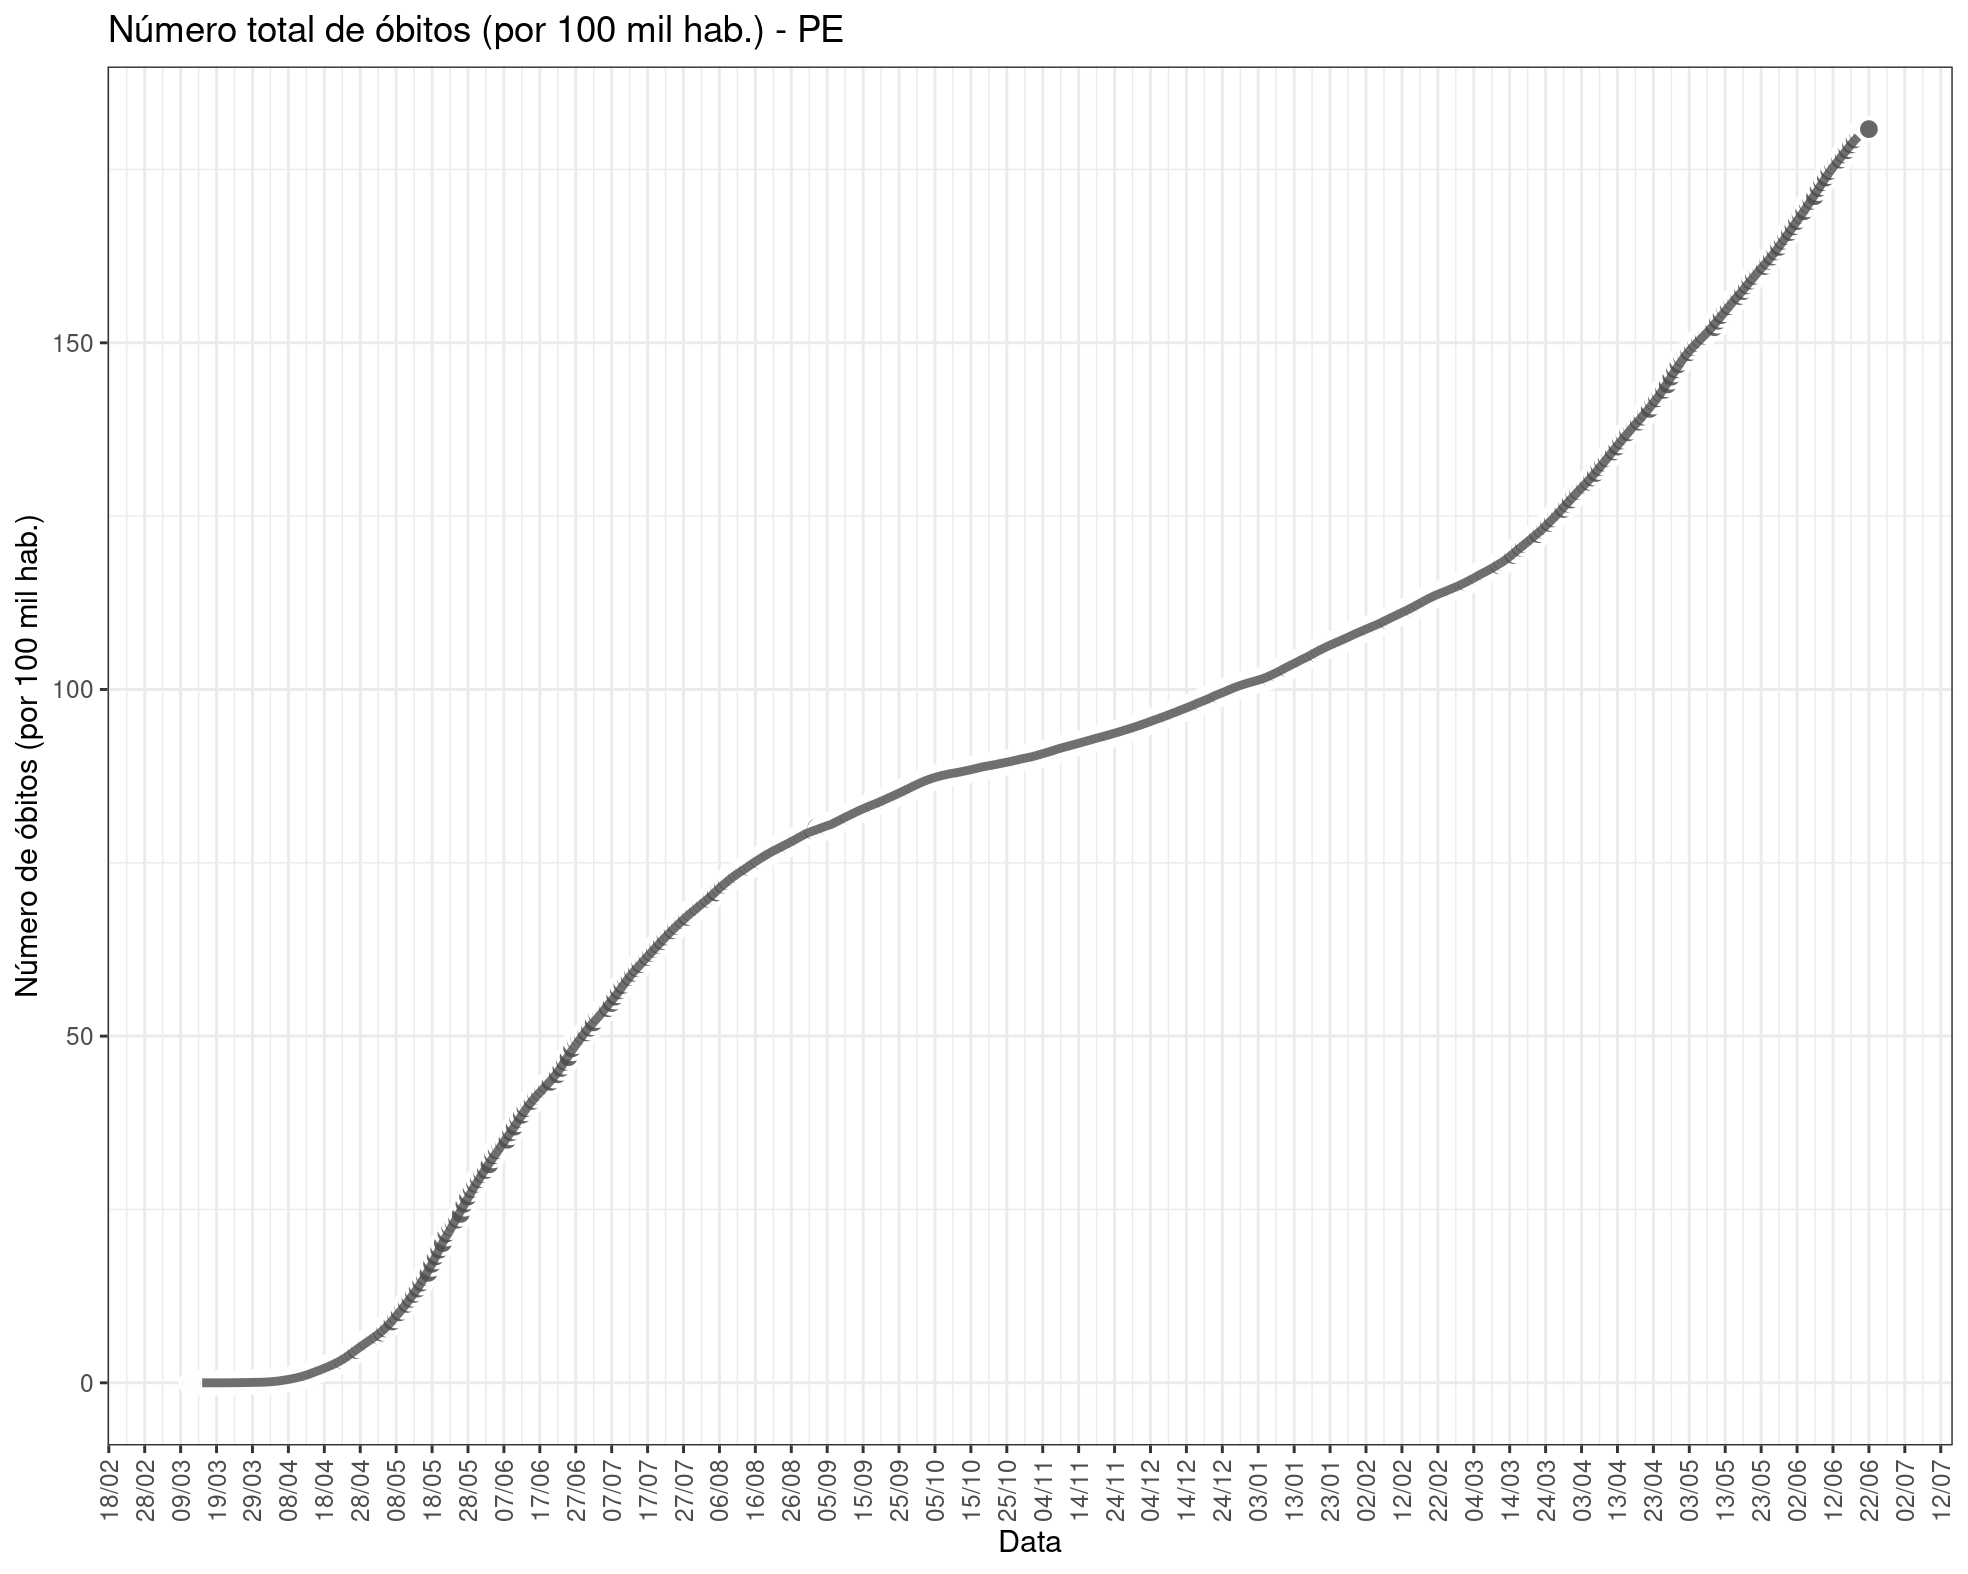 Número total de óbitos (por 100 mil hab.) - PE
Número de óbitos (por 100 mil hab.)
150
100
50
0
18/02 28/02 09/03 19/03 29/03 08/04 18/04 28/04 08/05 18/05 28/05 07/06 17/06 27/06 07/07 17/07 27/07 06/08 16/08 26/08 05/09 15/09 25/09 05/10 15/10 25/10 04/11 14/11 24/11 04/12 14/12 24/12 03/01 13/01 23/01 02/02 12/02 22/02 04/03 14/03 24/03 03/04 13/04 23/04 03/05 13/05 23/05 02/06 12/06 22/06 02/07 12/07
Data